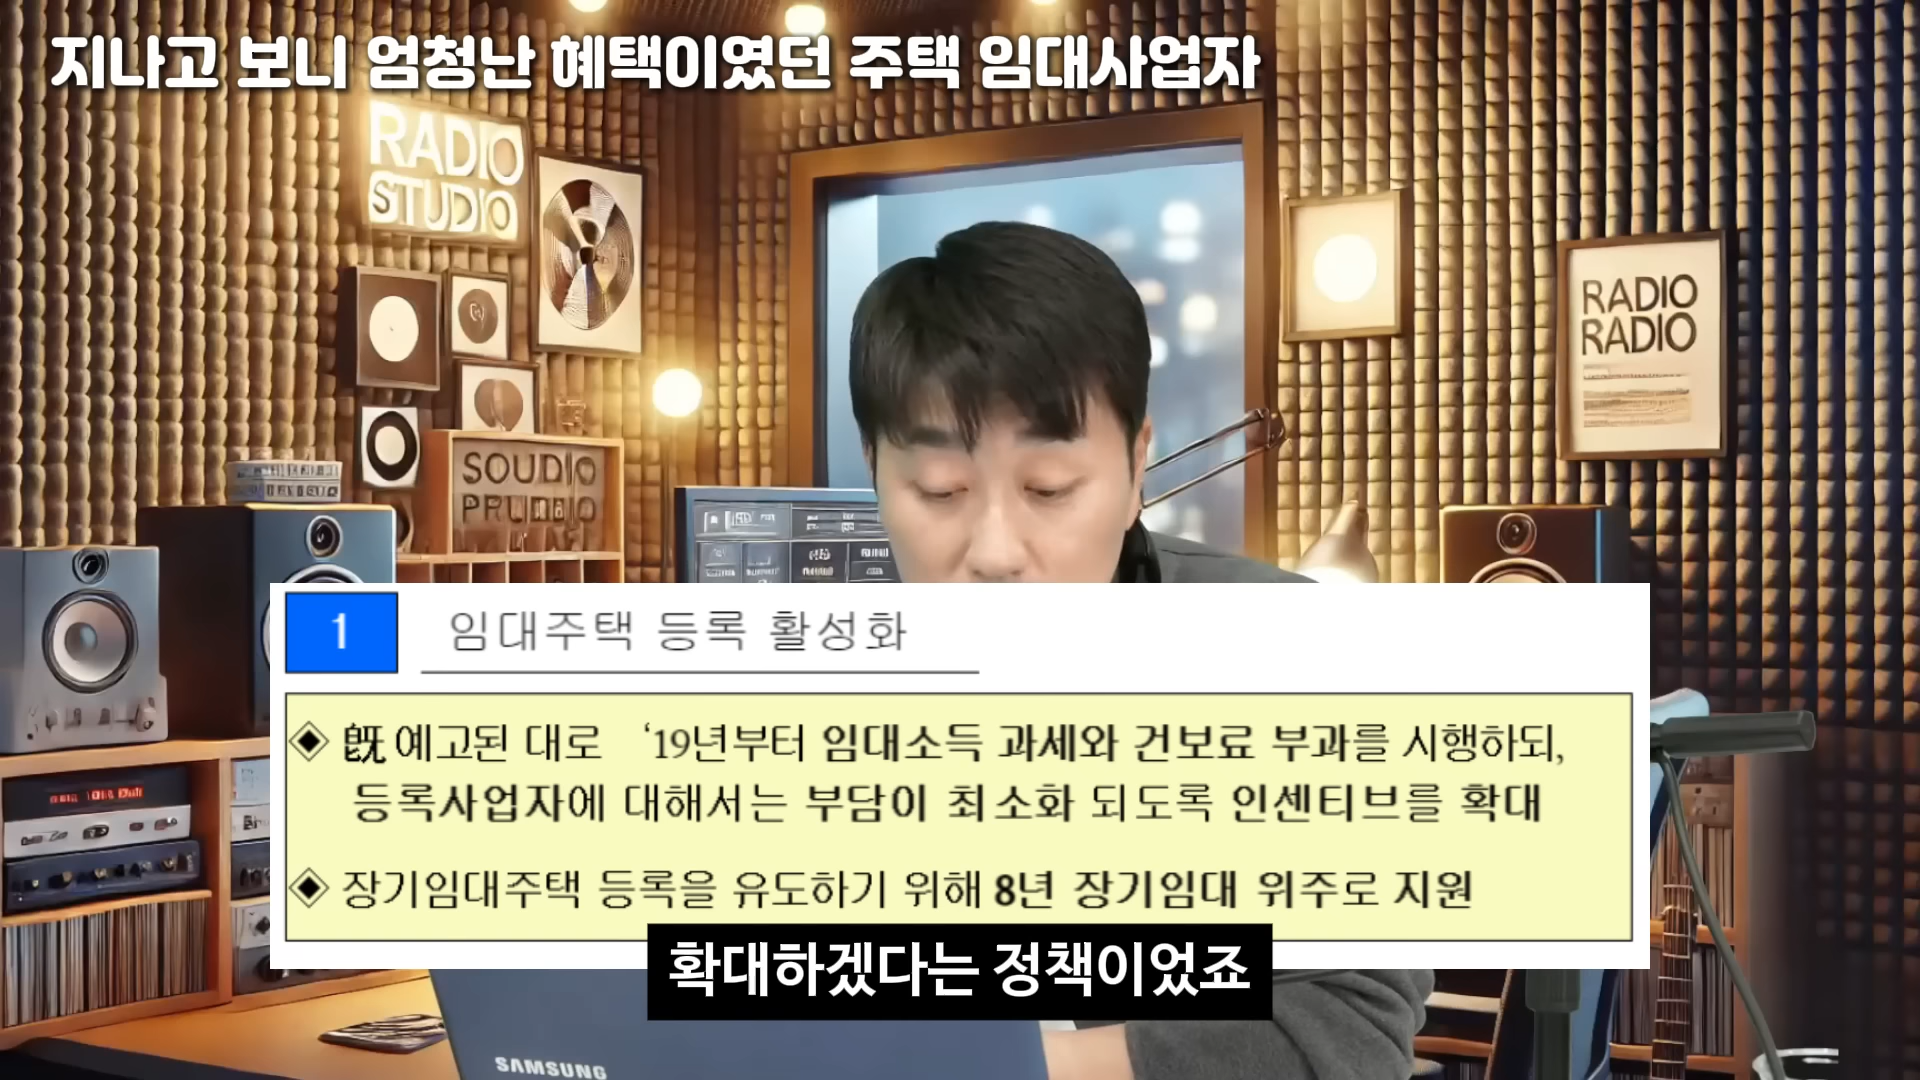 지나고 보니 엄청난 혜택이였던 주택 임대사업자
RADIO
STUDIO
RADIO
RADIO
SOUDIO
1
임대주택 등록 활성화
◈ 旣 예고된 대로 ‘19년부터 임대소득 과세와 건보료 부과를 시행하되,
등록사업자에 대해서는 부담이 최소화 되도록 인센티브를 확대
◈ 장기임대주택 등록을 유도하기 위해 8년 장기임대 위주로 지원
확대하겠다는 정책이었죠
SAMSUNG